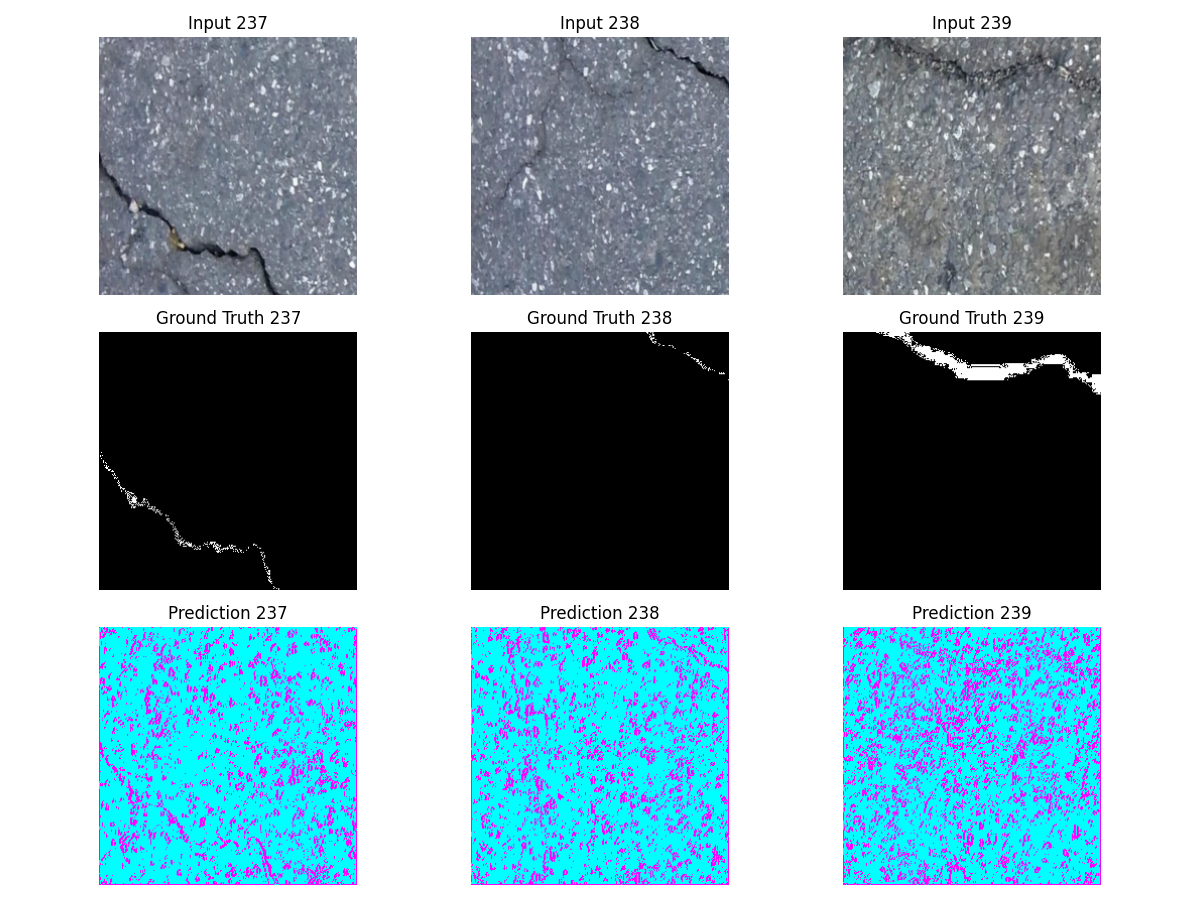 Input 237
Input 238
Input 239
Ground Truth 237
Ground Truth 238
Ground Truth 239
Prediction 237
Prediction 238
Prediction 239